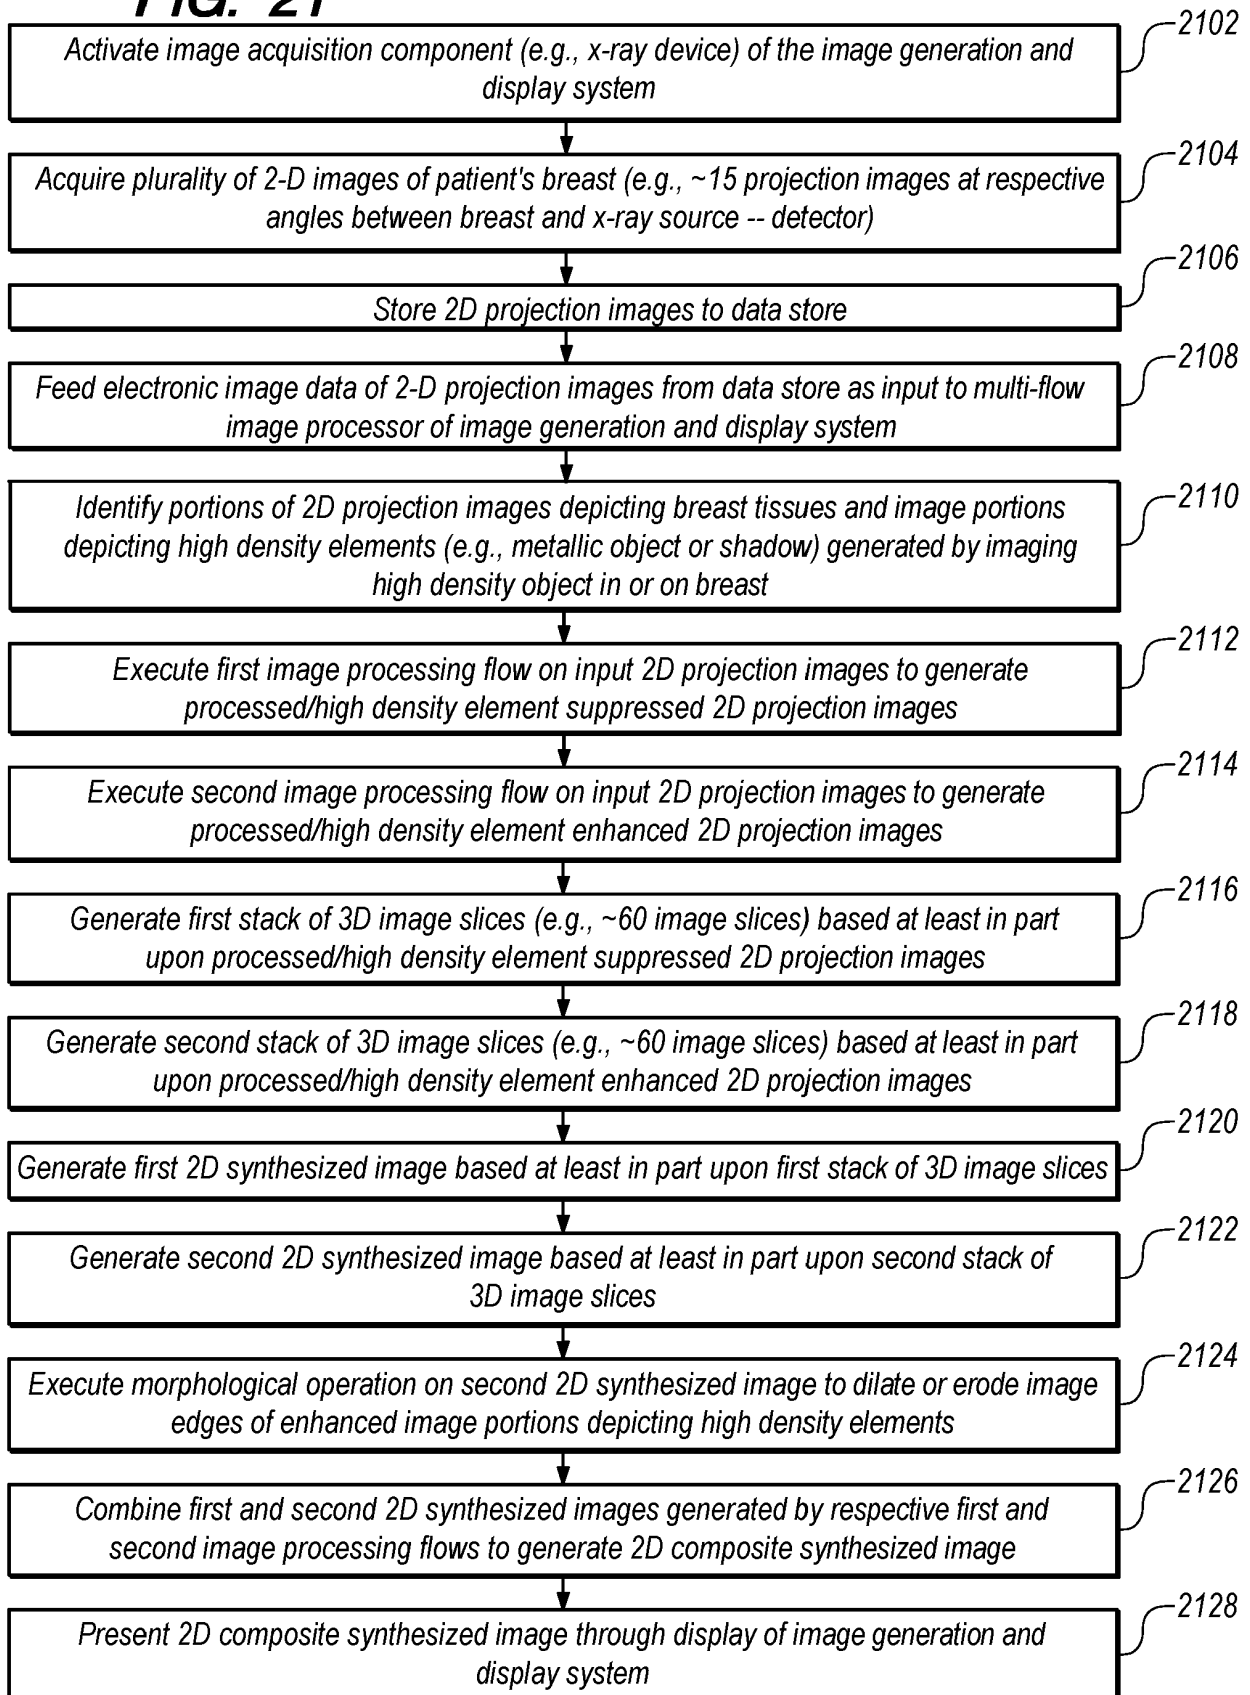 FIG. 21
2102
Activate image acquisition component (e.g., x-ray device) of the image generation and
display system
2104
Acquire plurality of 2-D images of patient's breast (e.g., ~15 projection images at respective
angles between breast and x-ray source -- detector)
2106
Store 2D projection images to data store
2108
Feed electronic image data of 2-D projection images from data store as input to multi-flow
image processor of image generation and display system
2110
Identify portions of 2D projection images depicting breast tissues and image portions
depicting high density elements (e.g., metallic object or shadow) generated by imaging
high density object in or on breast
2112
Execute first image processing flow on input 2D projection images to generate
processed/high density element suppressed 2D projection images
2114
Execute second image processing flow on input 2D projection images to generate
processed/high density element enhanced 2D projection images
2116
Generate first stack of 3D image slices (e.g., ~60 image slices) based at least in part
upon processed/high density element suppressed 2D projection images
2118
Generate second stack of 3D image slices (e.g., ~60 image slices) based at least in part
upon processed/high density element enhanced 2D projection images
2120
Generate first 2D synthesized image based at least in part upon first stack of 3D image slices
2122
Generate second 2D synthesized image based at least in part upon second stack of
3D image slices
2124
Execute morphological operation on second 2D synthesized image to dilate or erode image
edges of enhanced image portions depicting high density elements
2126
Combine first and second 2D synthesized images generated by respective first and
second image processing flows to generate 2D composite synthesized image
2128
Present 2D composite synthesized image through display of image generation and
display system